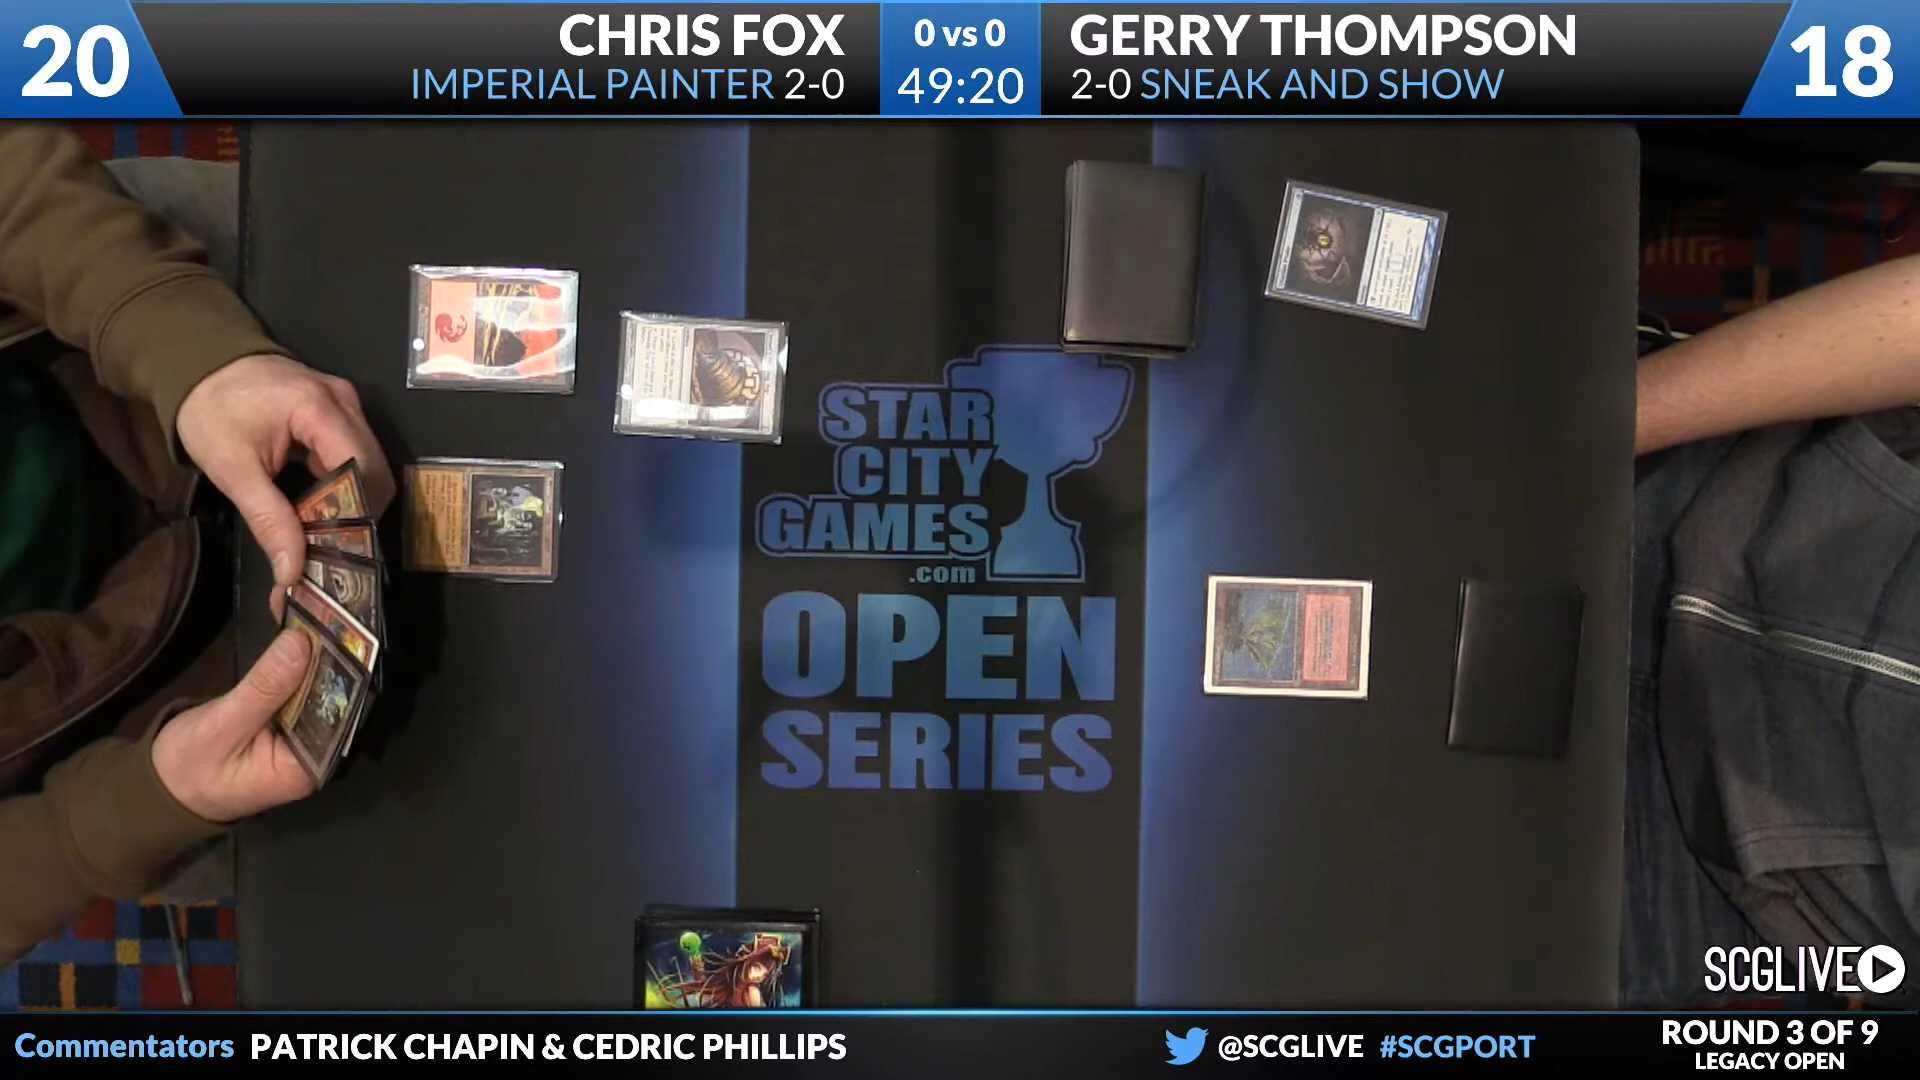 20
CHRIS FOX
IMPERIAL PAINTER 2-0
0 vs 0
49:20
GERRY THOMPSON
2-0 SNEAK AND SHOW
18
STAR
CITY
GAMES
.com
OPEN
SERIES
SCGLIVE
Commentators PATRICK CHAPIN & CEDRIC PHILLIPS
@SCGLIVE #SCGPORT
ROUND 3 OF 9
LEGACY OPEN